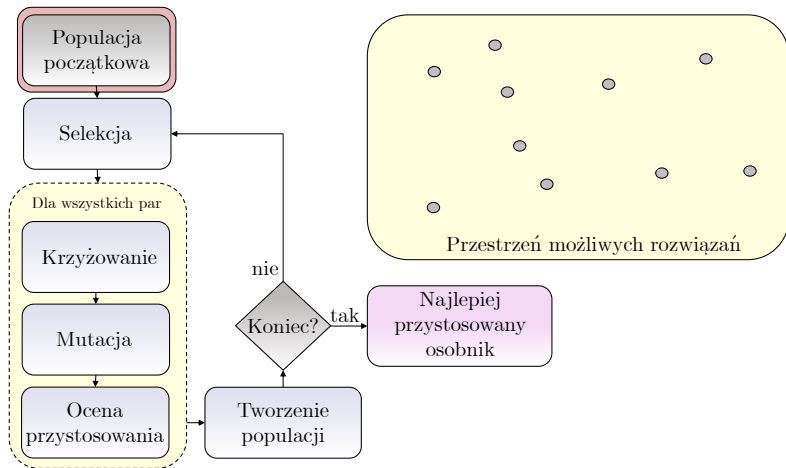 Populacja
początkowa
Selekcja
Dla wszystkich par
Krzyżowanie
Mutacja
Ocena
przystosowania
Tworzenie
populacji
Koniec?
nie
tak
Najlepiej
przystosowany
osobnik
Przestrzeń możliwych rozwiązań